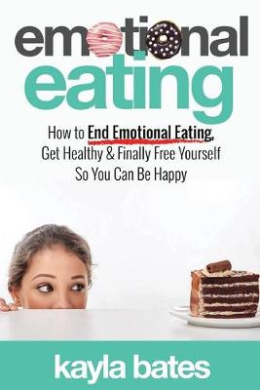 emotional
eating
How to End Emotional Eating,
Get Healthy & Finally Free Yourself
So You Can Be Happy
kayla bates